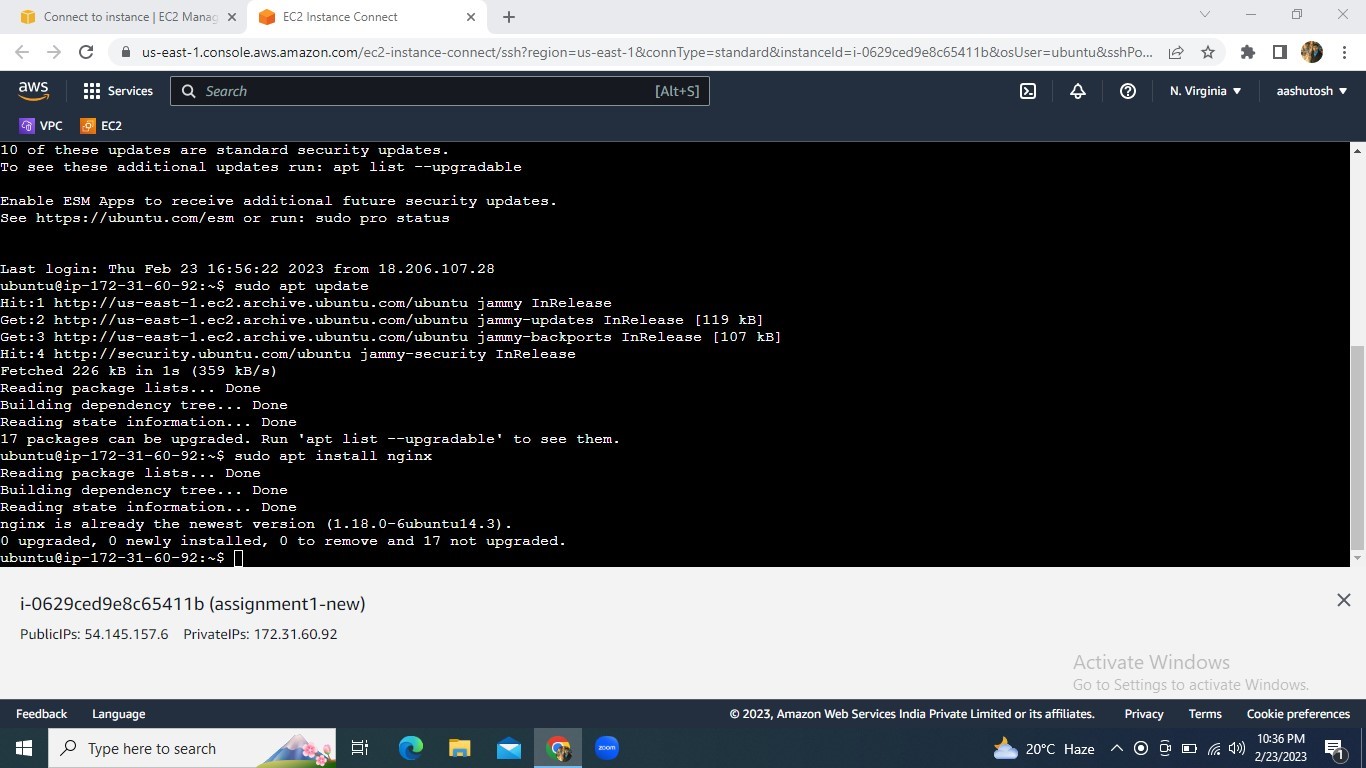 Connect to instance | EC2 Manag
EC2 Instance Connect
us-east-1.console.aws.amazon.com/ec2-instance-connect/ssh?region=us-east-1&connType=standard&instanceId=i-0629ced9e8c65411b&osUser=ubuntu&sshPo...
aws
Services
Search
[Alt+S]
N. Virginia
aashutosh
VPC
EC2
10 of these updates are standard security updates.
To see these additional updates run: apt list --upgradable
Enable ESM Apps to receive additional future security updates.
See https://ubuntu.com/esm or run: sudo pro status
Last login: Thu Feb 23 16:56:22 2023 from 18.206.107.28
ubuntu@ip-172-31-60-92:~$ sudo apt update
Hit:1 http://us-east-1.ec2.archive.ubuntu.com/ubuntu jammy InRelease
Get:2 http://us-east-1.ec2.archive.ubuntu.com/ubuntu jammy-updates InRelease [119 kB]
Get:3 http://us-east-1.ec2.archive.ubuntu.com/ubuntu jammy-backports InRelease [107 kB]
Hit:4 http://security.ubuntu.com/ubuntu jammy-security InRelease
Fetched 226 kB in 1s (359 kB/s)
Reading package lists... Done
Building dependency tree... Done
Reading state information... Done
17 packages can be upgraded. Run 'apt list --upgradable' to see them.
ubuntu@ip-172-31-60-92:~$ sudo apt install nginx
Reading package lists... Done
Building dependency tree... Done
Reading state information... Done
nginx is already the newest version (1.18.0-6ubuntu14.3).
0 upgraded, 0 newly installed, 0 to remove and 17 not upgraded.
ubuntu@ip-172-31-60-92:~$
i-0629ced9e8c65411b (assignment1-new)
PublicIPs: 54.145.157.6 PrivateIPs: 172.31.60.92
Activate Windows
Go to Settings to activate Windows.
Feedback
Language
© 2023, Amazon Web Services India Private Limited or its affiliates.
Privacy
Terms
Cookie preferences
Type here to search
zoom
20°C Haze
10:36 PM
2/23/2023
1